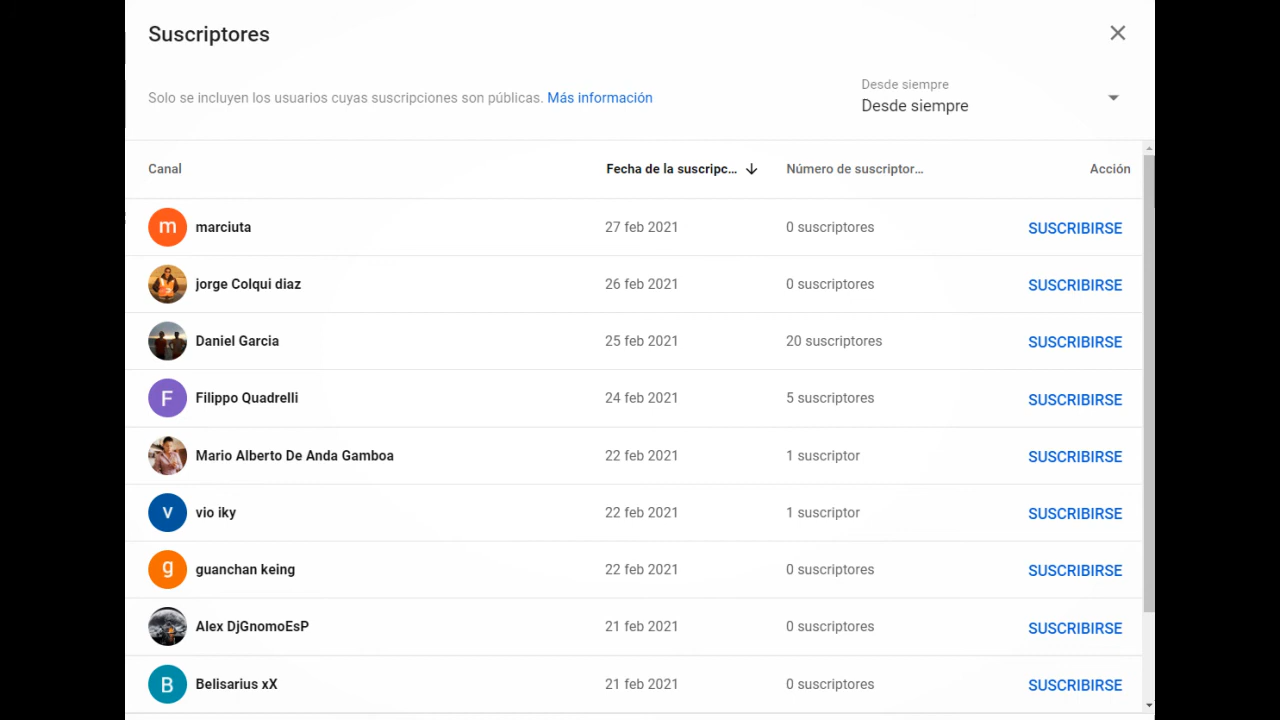 Suscriptores
Solo se incluyen los usuarios cuyas suscripciones son públicas. Más información
Desde siempre
Desde siempre
Canal Fecha de la suscripc... Número de suscriptor... Acción
m marciuta 27 feb 2021 0 suscriptores SUSCRIBIRSE
jorge Colqui diaz 26 feb 2021 0 suscriptores SUSCRIBIRSE
Daniel Garcia 25 feb 2021 20 suscriptores SUSCRIBIRSE
F Filippo Quadrelli 24 feb 2021 5 suscriptores SUSCRIBIRSE
Mario Alberto De Anda Gamboa 22 feb 2021 1 suscriptor SUSCRIBIRSE
v vio iky 22 feb 2021 1 suscriptor SUSCRIBIRSE
g guanchan keing 22 feb 2021 0 suscriptores SUSCRIBIRSE
Alex DjGnomoEsP 21 feb 2021 0 suscriptores SUSCRIBIRSE
B Belisarius xX 21 feb 2021 0 suscriptores SUSCRIBIRSE